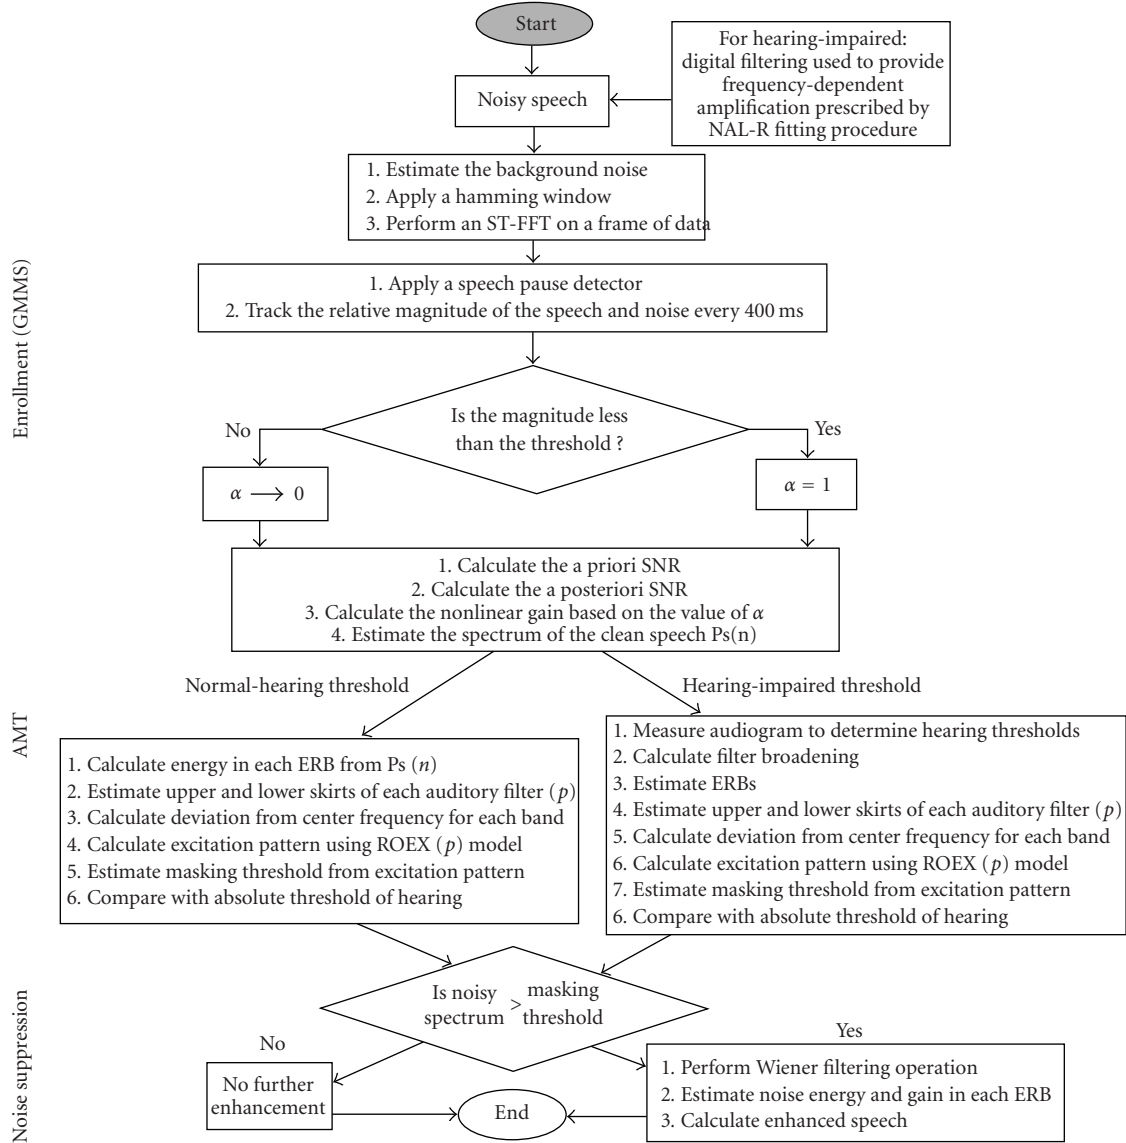 Start
For hearing-impaired:
digital filtering used to provide
frequency-dependent
amplification prescribed by
NAL-R fitting procedure
Noisy speech
1. Estimate the background noise
2. Apply a hamming window
3. Perform an ST-FFT on a frame of data
Enrollment (GMMS)
1. Apply a speech pause detector
2. Track the relative magnitude of the speech and noise every 400 ms
Is the magnitude less
than the threshold ?
No
Yes
α ⟶ 0
α = 1
1. Calculate the a priori SNR
2. Calculate the a posteriori SNR
3. Calculate the nonlinear gain based on the value of α
4. Estimate the spectrum of the clean speech Ps(n)
Normal-hearing threshold
Hearing-impaired threshold
AMT
1. Calculate energy in each ERB from Ps (n)
2. Estimate upper and lower skirts of each auditory filter (p)
3. Calculate deviation from center frequency for each band
4. Calculate excitation pattern using ROEX (p) model
5. Estimate masking threshold from excitation pattern
6. Compare with absolute threshold of hearing
1. Measure audiogram to determine hearing thresholds
2. Calculate filter broadening
3. Estimate ERBs
4. Estimate upper and lower skirts of each auditory filter (p)
5. Calculate deviation from center frequency for each band
6. Calculate excitation pattern using ROEX (p) model
7. Estimate masking threshold from excitation pattern
6. Compare with absolute threshold of hearing
Noise suppression
Is noisy
spectrum
>
masking
threshold
No
Yes
No further
enhancement
1. Perform Wiener filtering operation
2. Estimate noise energy and gain in each ERB
3. Calculate enhanced speech
End